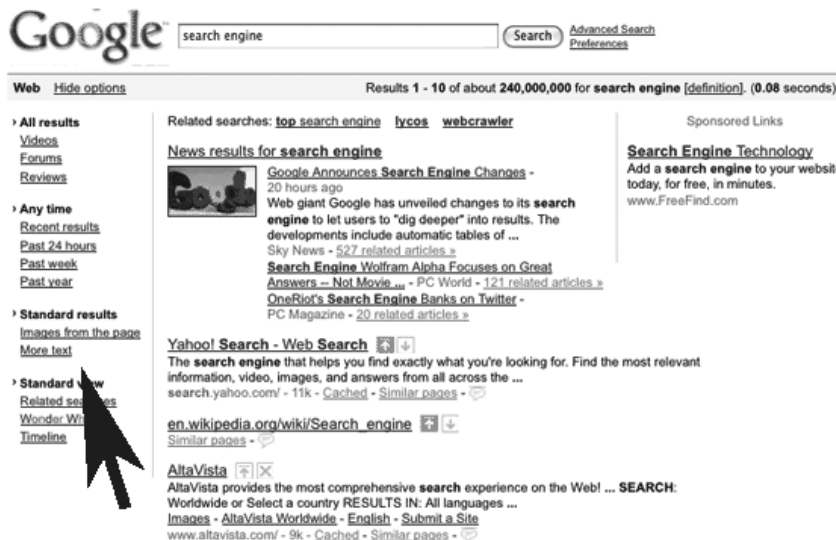 Google
search engine
Search
Advanced Search
Preferences
Web Hide options
Results 1 - 10 of about 240,000,000 for search engine [definition]. (0.08 seconds)
› All results
Videos
Forums
Reviews
› Any time
Recent results
Past 24 hours
Past week
Past year
› Standard results
Images from the page
More text
› Standard
Related
Wonder
Timeline
Related searches: top search engine lycos webcrawler
News results for search engine
Google Announces Search Engine Changes -
20 hours ago
Web giant Google has unveiled changes to its search
engine to let users to "dig deeper" into results. The
developments include automatic tables of ...
Sky News - 527 related articles »
Search Engine Wolfram Alpha Focuses on Great
Answers -- Not Movie ... - PC World - 121 related articles »
OneRiot's Search Engine Banks on Twitter -
PC Magazine - 20 related articles »
Yahoo! Search - Web Search
The search engine that helps you find exactly what you're looking for. Find the most relevant
information, video, images, and answers from all across the ...
search.yahoo.com/ - 11k - Cached - Similar pages -
en.wikipedia.org/wiki/Search_engine
Similar pages -
AltaVista
AltaVista provides the most comprehensive search experience on the Web! ... SEARCH:
Worldwide or Select a country RESULTS IN: All languages ...
Images - AltaVista Worldwide - English - Submit a Site
www.altavista.com/ - 9k - Cached - Similar pages -
Sponsored Links
Search Engine Technology
Add a search engine to your websit
today, for free, in minutes.
www.FreeFind.com